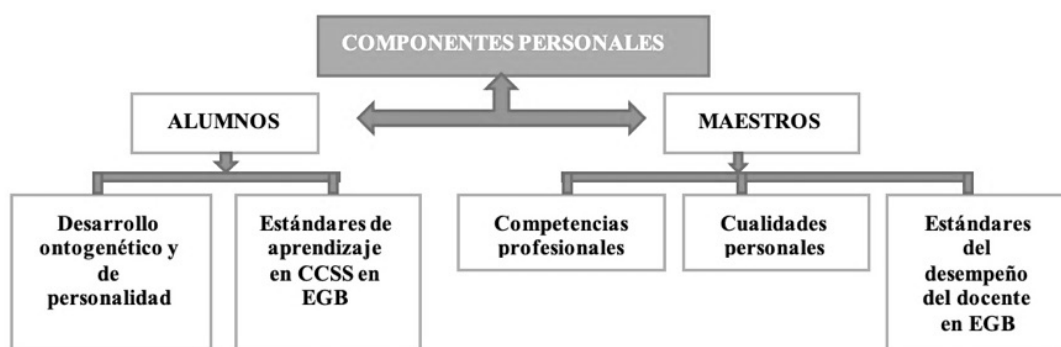 COMPONENTES PERSONALES
ALUMNOS
MAESTROS
Desarrollo
ontogenético y
de
personalidad
Estándares de
aprendizaje
en CCSS en
EGB
Competencias
profesionales
Cualidades
personales
Estándares
del
desempeño
del docente
en EGB